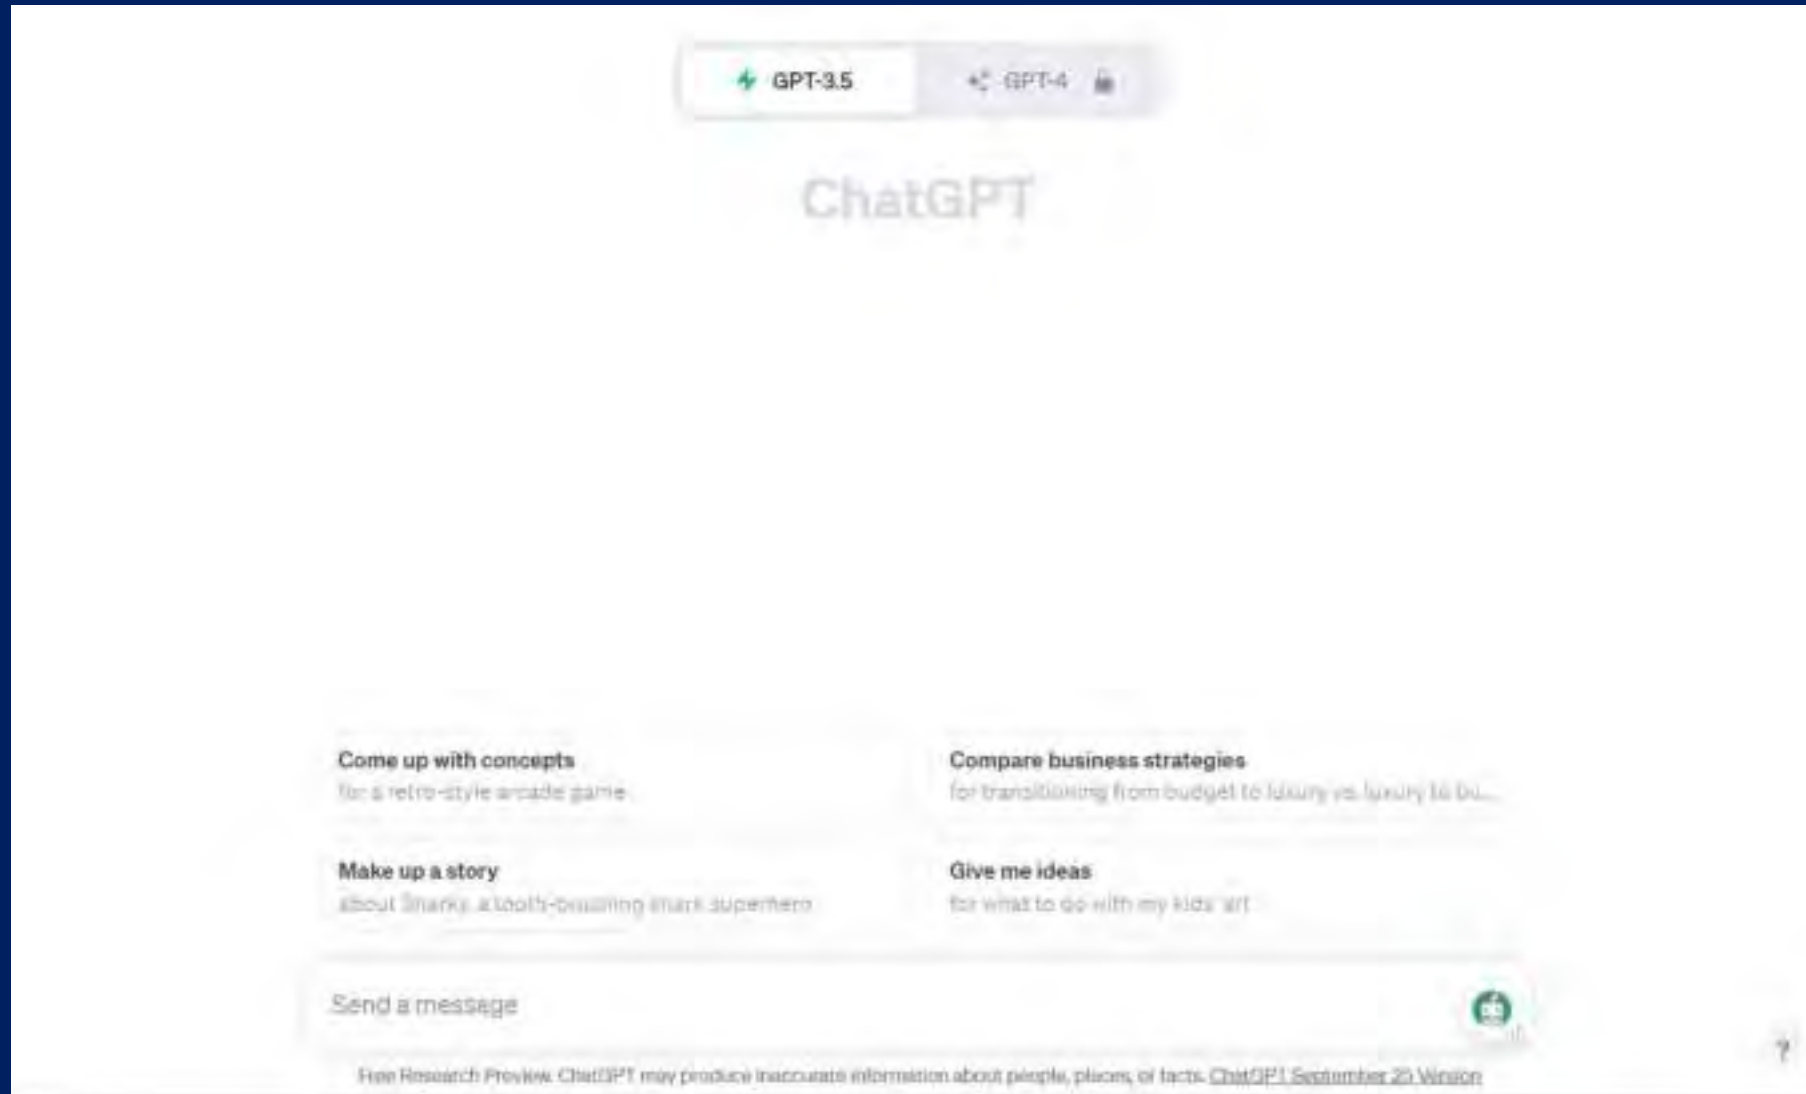 GPT-3.5
GPT-4
ChatGPT
Come up with concepts
for a retro-style arcade game
Compare business strategies
for transitioning from budget to luxury vs. luxury to bu...
Make up a story
about Sharky, a tooth-brushing shark superhero
Give me ideas
for what to do with my kids' art
Send a message
Free Research Preview. ChatGPT may produce inaccurate information about people, places, or facts. ChatGPT September 25 Version
?